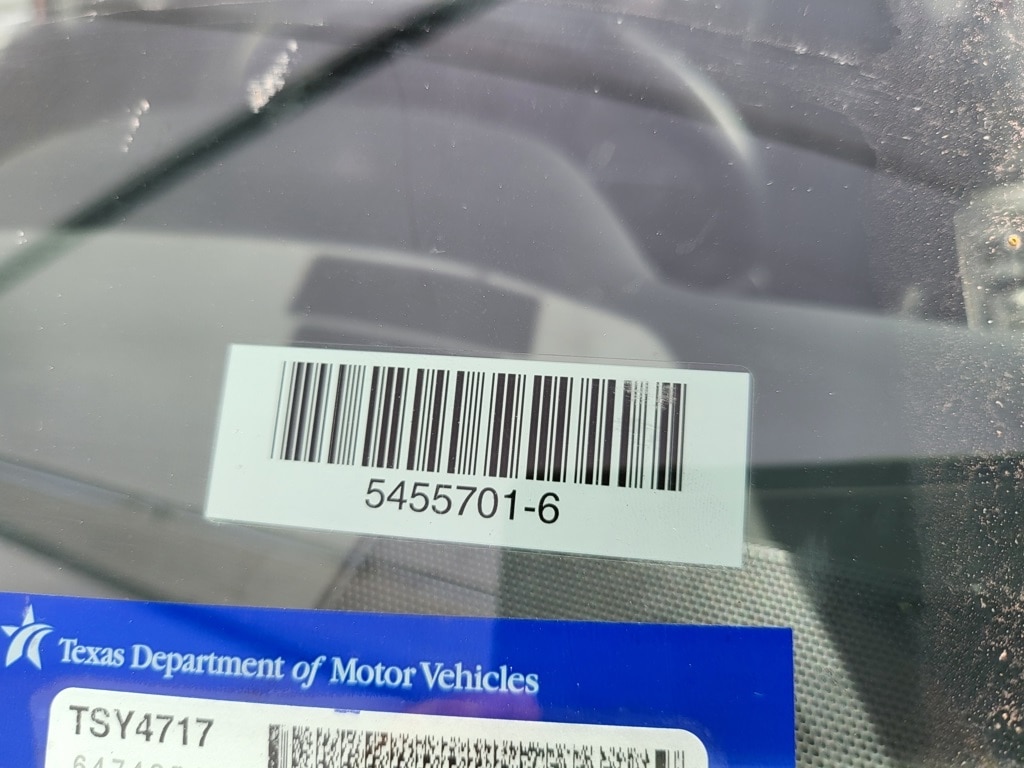 5455701-6
Texas Department of Motor Vehicles
TSY4717